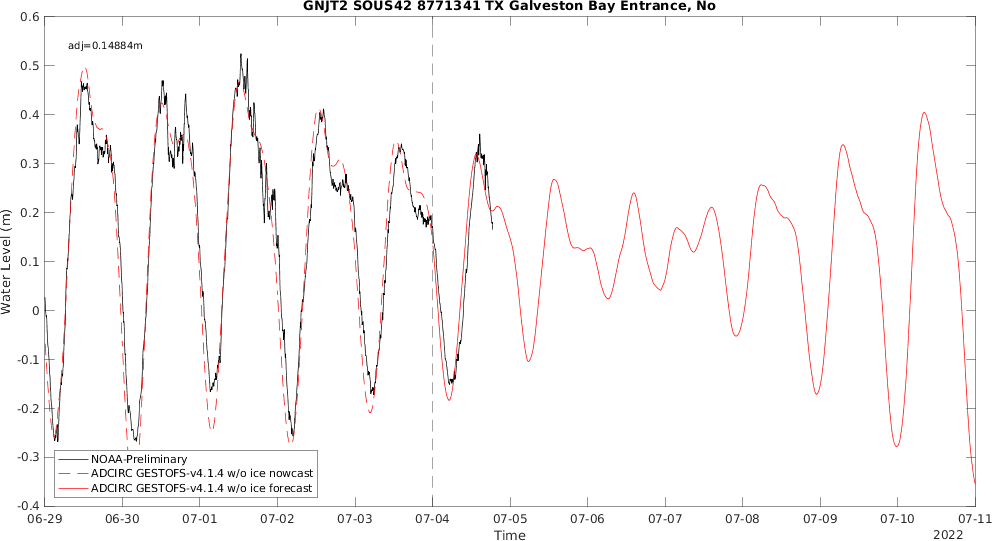 GNJT2 SOUS42 8771341 TX Galveston Bay Entrance, No
adj=0.14884m
0.6
0.5
0.4
0.3
0.2
0.1
0
-0.1
-0.2
-0.3
-0.4
Water Level (m)
NOAA-Preliminary
ADCIRC GESTOFS-v4.1.4 w/o ice nowcast
ADCIRC GESTOFS-v4.1.4 w/o ice forecast
06-29 06-30 07-01 07-02 07-03 07-04 07-05 07-06 07-07 07-08 07-09 07-10 07-11
Time
2022